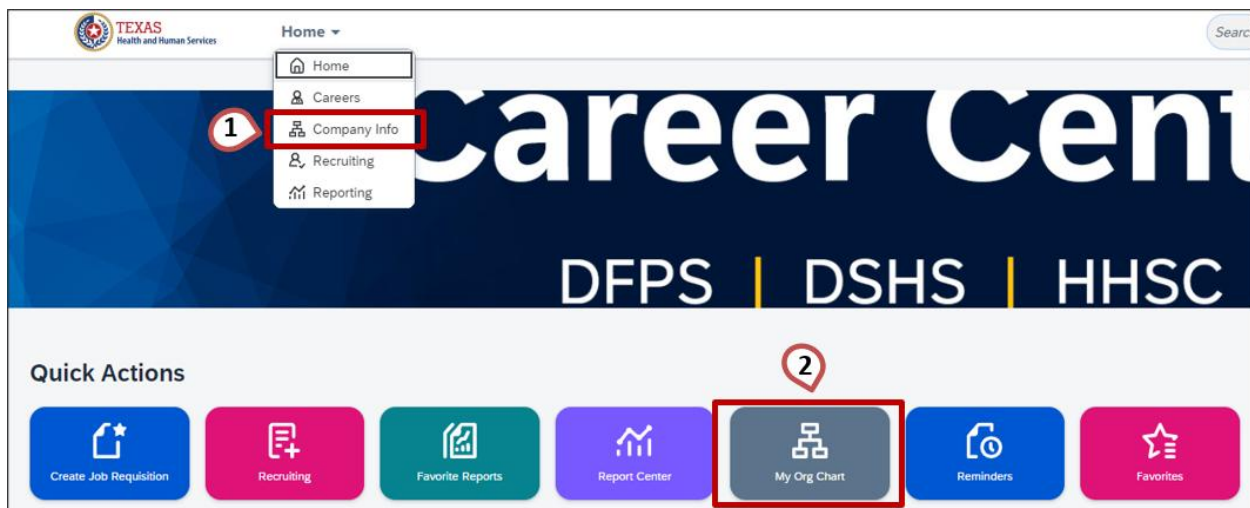 TEXAS
Health and Human Services
Home
Searc
Home
Careers
1
Company Info
Recruiting
Reporting
Career Cent
DFPS | DSHS | HHSC
Quick Actions
2
Create Job Requisition
Recruiting
Favorite Reports
Report Center
My Org Chart
Reminders
Favorites